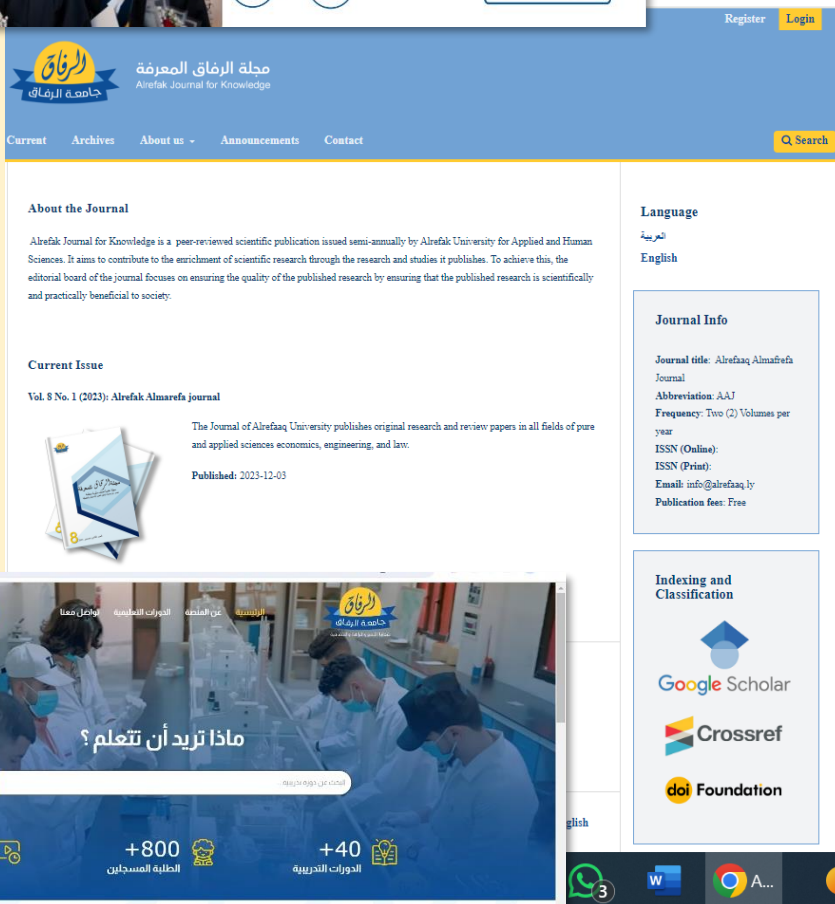 Register
Login
الرفاق
جامعة الرفاق
مجلة الرفاق المعرفة
Alrefak Journal for Knowledge
Current Archives About us Announcements Contact
Search
About the Journal
Alrefak Journal for Knowledge is a peer-reviewed scientific publication issued semi-annually by Alrefak University for Applied and Human
Sciences. It aims to contribute to the enrichment of scientific research through the research and studies it publishes. To achieve this, the
editorial board of the journal focuses on ensuring the quality of the published research by ensuring that the published research is scientifically
and practically beneficial to society.
Current Issue
Vol. 8 No. 1 (2023): Alrefak Almarefa journal
The Journal of Alrefaaq University publishes original research and review papers in all fields of pure
and applied sciences economics, engineering, and law.
Published: 2023-12-03
8
Language
العربية
English
Journal Info
Journal title: Alrefaaq Almafrefa
Journal
Abbreviation: AAJ
Frequency: Two (2) Volumes per
year
ISSN (Online):
ISSN (Print):
Email: info@alrefaaq.ly
Publication fees: Free
Indexing and
Classification
Google Scholar
Crossref
doi Foundation
الرفاق
جامعة الرفاق
الرئيسية عن المنصة الدورات التعليمية تواصل معنا
ماذا تريد أن تتعلم ؟
ابحث عن دورة تدريبية
+40
الدورات التدريبية
+800
الطلبة المسجلين
glish
3
W
A...